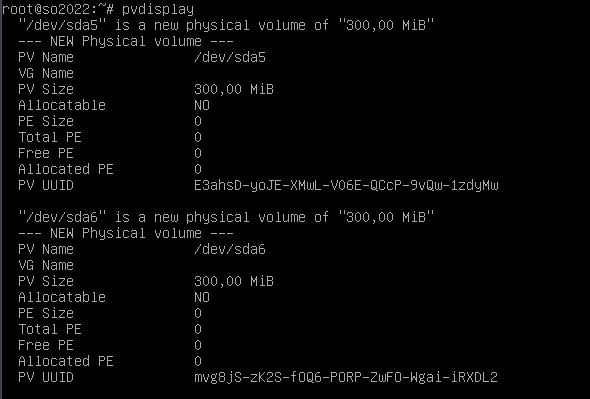 root@so2022:~# pvdisplay
"/dev/sda5" is a new physical volume of "300,00 MiB"
--- NEW Physical volume ---
PV Name /dev/sda5
VG Name
PV Size 300,00 MiB
Allocatable NO
PE Size 0
Total PE 0
Free PE 0
Allocated PE 0
PV UUID E3ahsD-yoJE-XMwL-VO6E-QCcP-9vQw-1zdyMw
"/dev/sda6" is a new physical volume of "300,00 MiB"
--- NEW Physical volume ---
PV Name /dev/sda6
VG Name
PV Size 300,00 MiB
Allocatable NO
PE Size 0
Total PE 0
Free PE 0
Allocated PE 0
PV UUID mvg8jS-zK2S-fOQ6-PORP-ZwFO-Wgai-iRXDL2